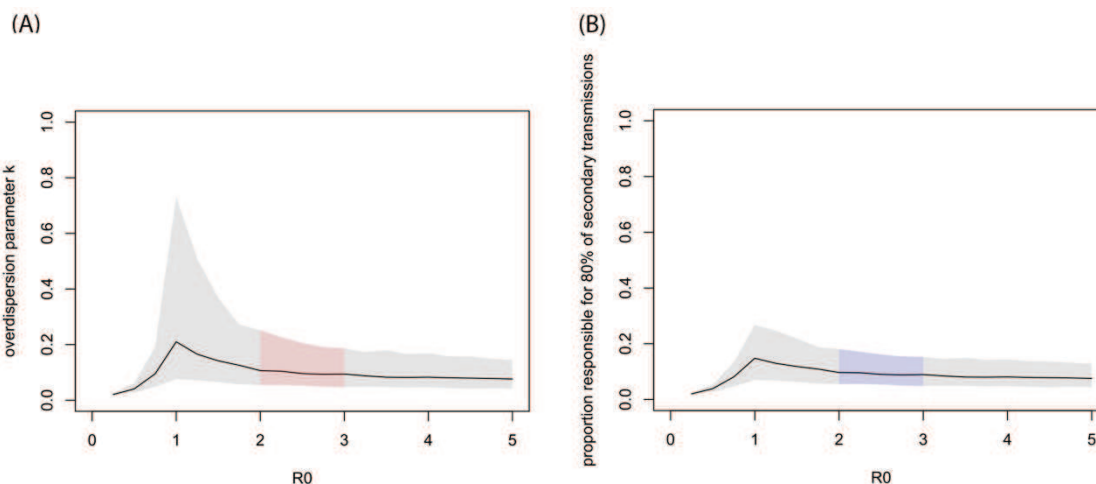 (A)
overdispersion parameter k
1.0
0.8
0.6
0.4
0.2
0.0
0 1 2 3 4 5
R0
(B)
proportion responsible for 80% of secondary transmissions
1.0
0.8
0.6
0.4
0.2
0.0
0 1 2 3 4 5
R0